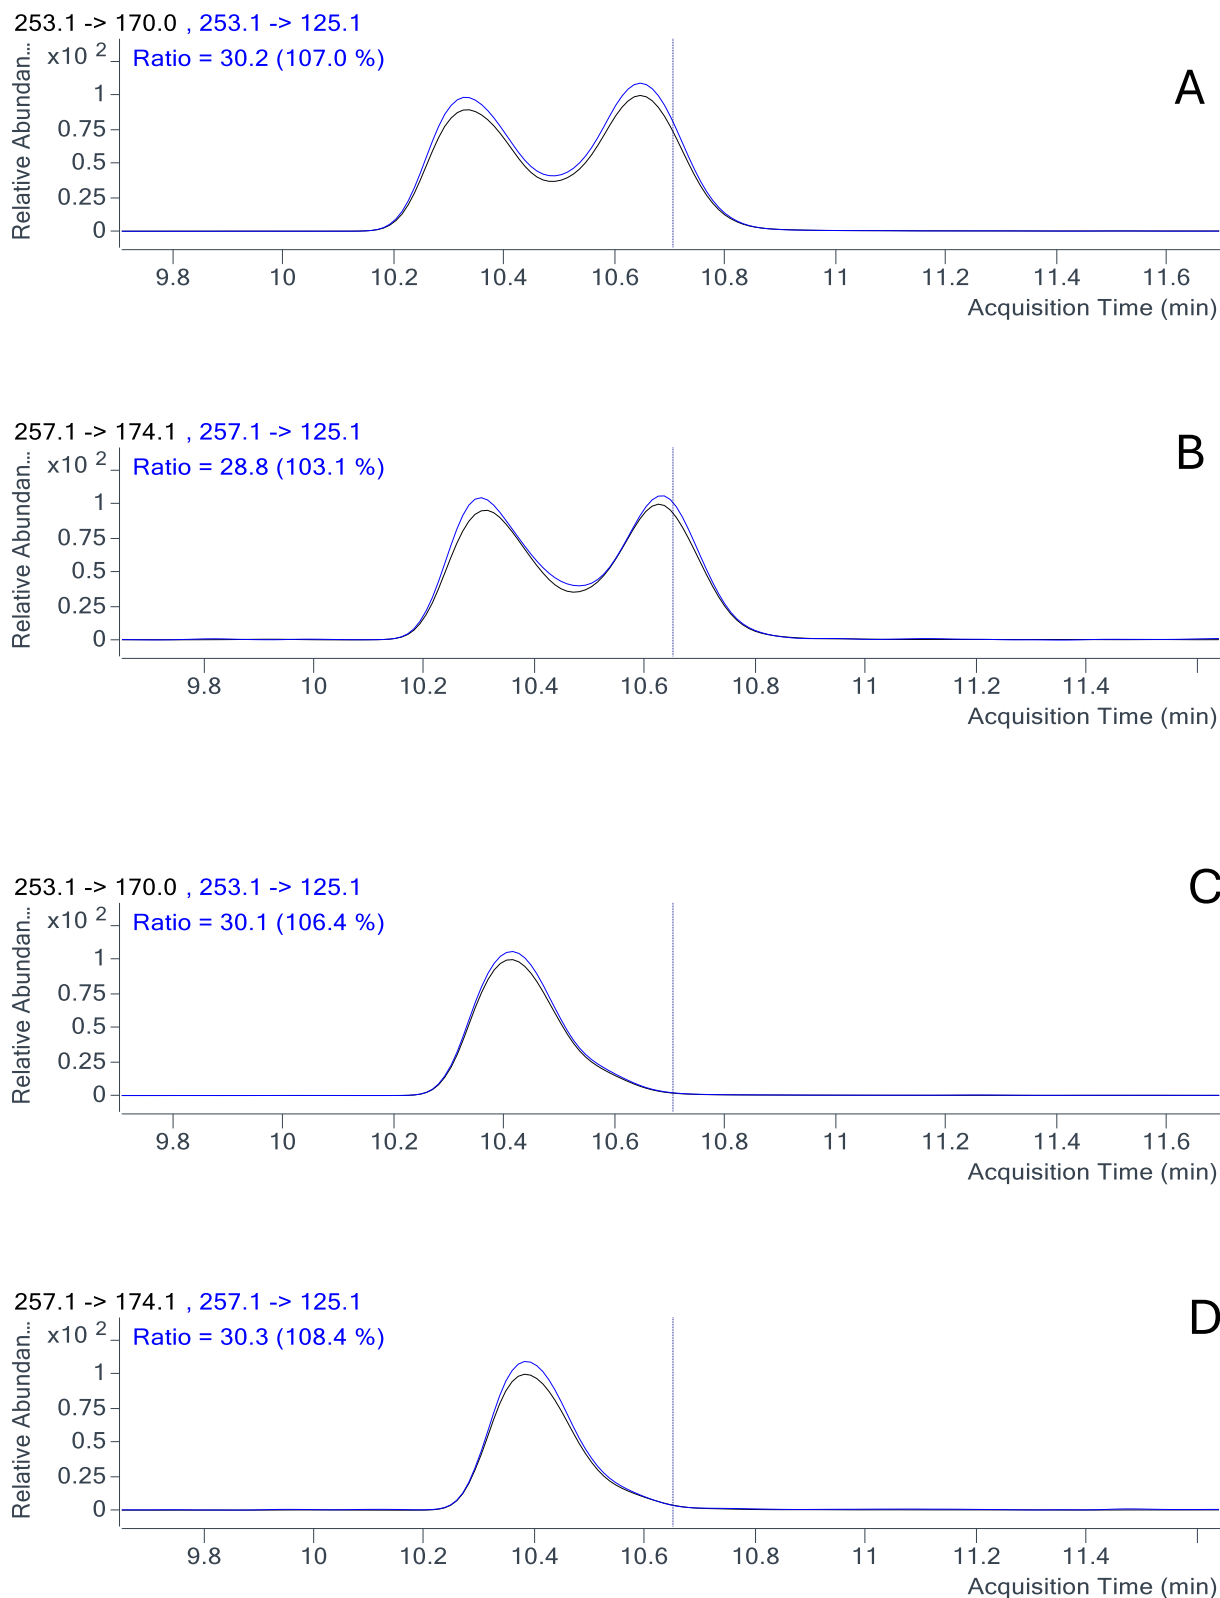 253.1 -> 170.0 , 253.1 -> 125.1
Ratio = 30.2 (107.0 %)
A
x10 2
1
0.75
0.5
0.25
0
Relative Abundan...
9.8 10 10.2 10.4 10.6 10.8 11 11.2 11.4 11.6
Acquisition Time (min)
257.1 -> 174.1 , 257.1 -> 125.1
Ratio = 28.8 (103.1 %)
B
x10 2
1
0.75
0.5
0.25
0
Relative Abundan...
9.8 10 10.2 10.4 10.6 10.8 11 11.2 11.4
Acquisition Time (min)
253.1 -> 170.0 , 253.1 -> 125.1
Ratio = 30.1 (106.4 %)
C
x10 2
1
0.75
0.5
0.25
0
Relative Abundan...
9.8 10 10.2 10.4 10.6 10.8 11 11.2 11.4 11.6
Acquisition Time (min)
257.1 -> 174.1 , 257.1 -> 125.1
Ratio = 30.3 (108.4 %)
D
x10 2
1
0.75
0.5
0.25
0
Relative Abundan...
9.8 10 10.2 10.4 10.6 10.8 11 11.2 11.4
Acquisition Time (min)